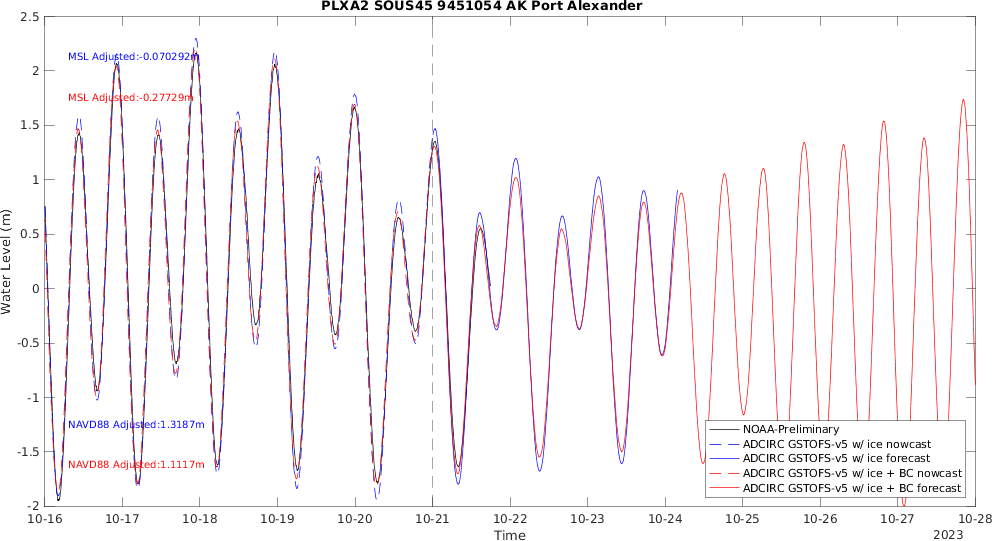 PLXA2 SOUS45 9451054 AK Port Alexander
2.5
2
1.5
1
0.5
0
-0.5
-1
-1.5
-2
Water Level (m)
MSL Adjusted:-0.070292m
MSL Adjusted:-0.27729m
NAVD88 Adjusted:1.3187m
NAVD88 Adjusted:1.1117m
NOAA-Preliminary
ADCIRC GSTOFS-v5 w/ ice nowcast
ADCIRC GSTOFS-v5 w/ ice forecast
ADCIRC GSTOFS-v5 w/ ice + BC nowcast
ADCIRC GSTOFS-v5 w/ ice + BC forecast
10-16 10-17 10-18 10-19 10-20 10-21 10-22 10-23 10-24 10-25 10-26 10-27 10-28
Time
2023